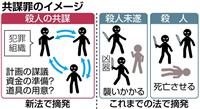 共謀罪のイメージ
殺人の共謀
犯罪
組織
計画の謀議
資金の準備?
道具の用意?
新法で摘発
殺人未遂
凶器
襲いかかる
殺人
死亡させる
これまでの法で摘発